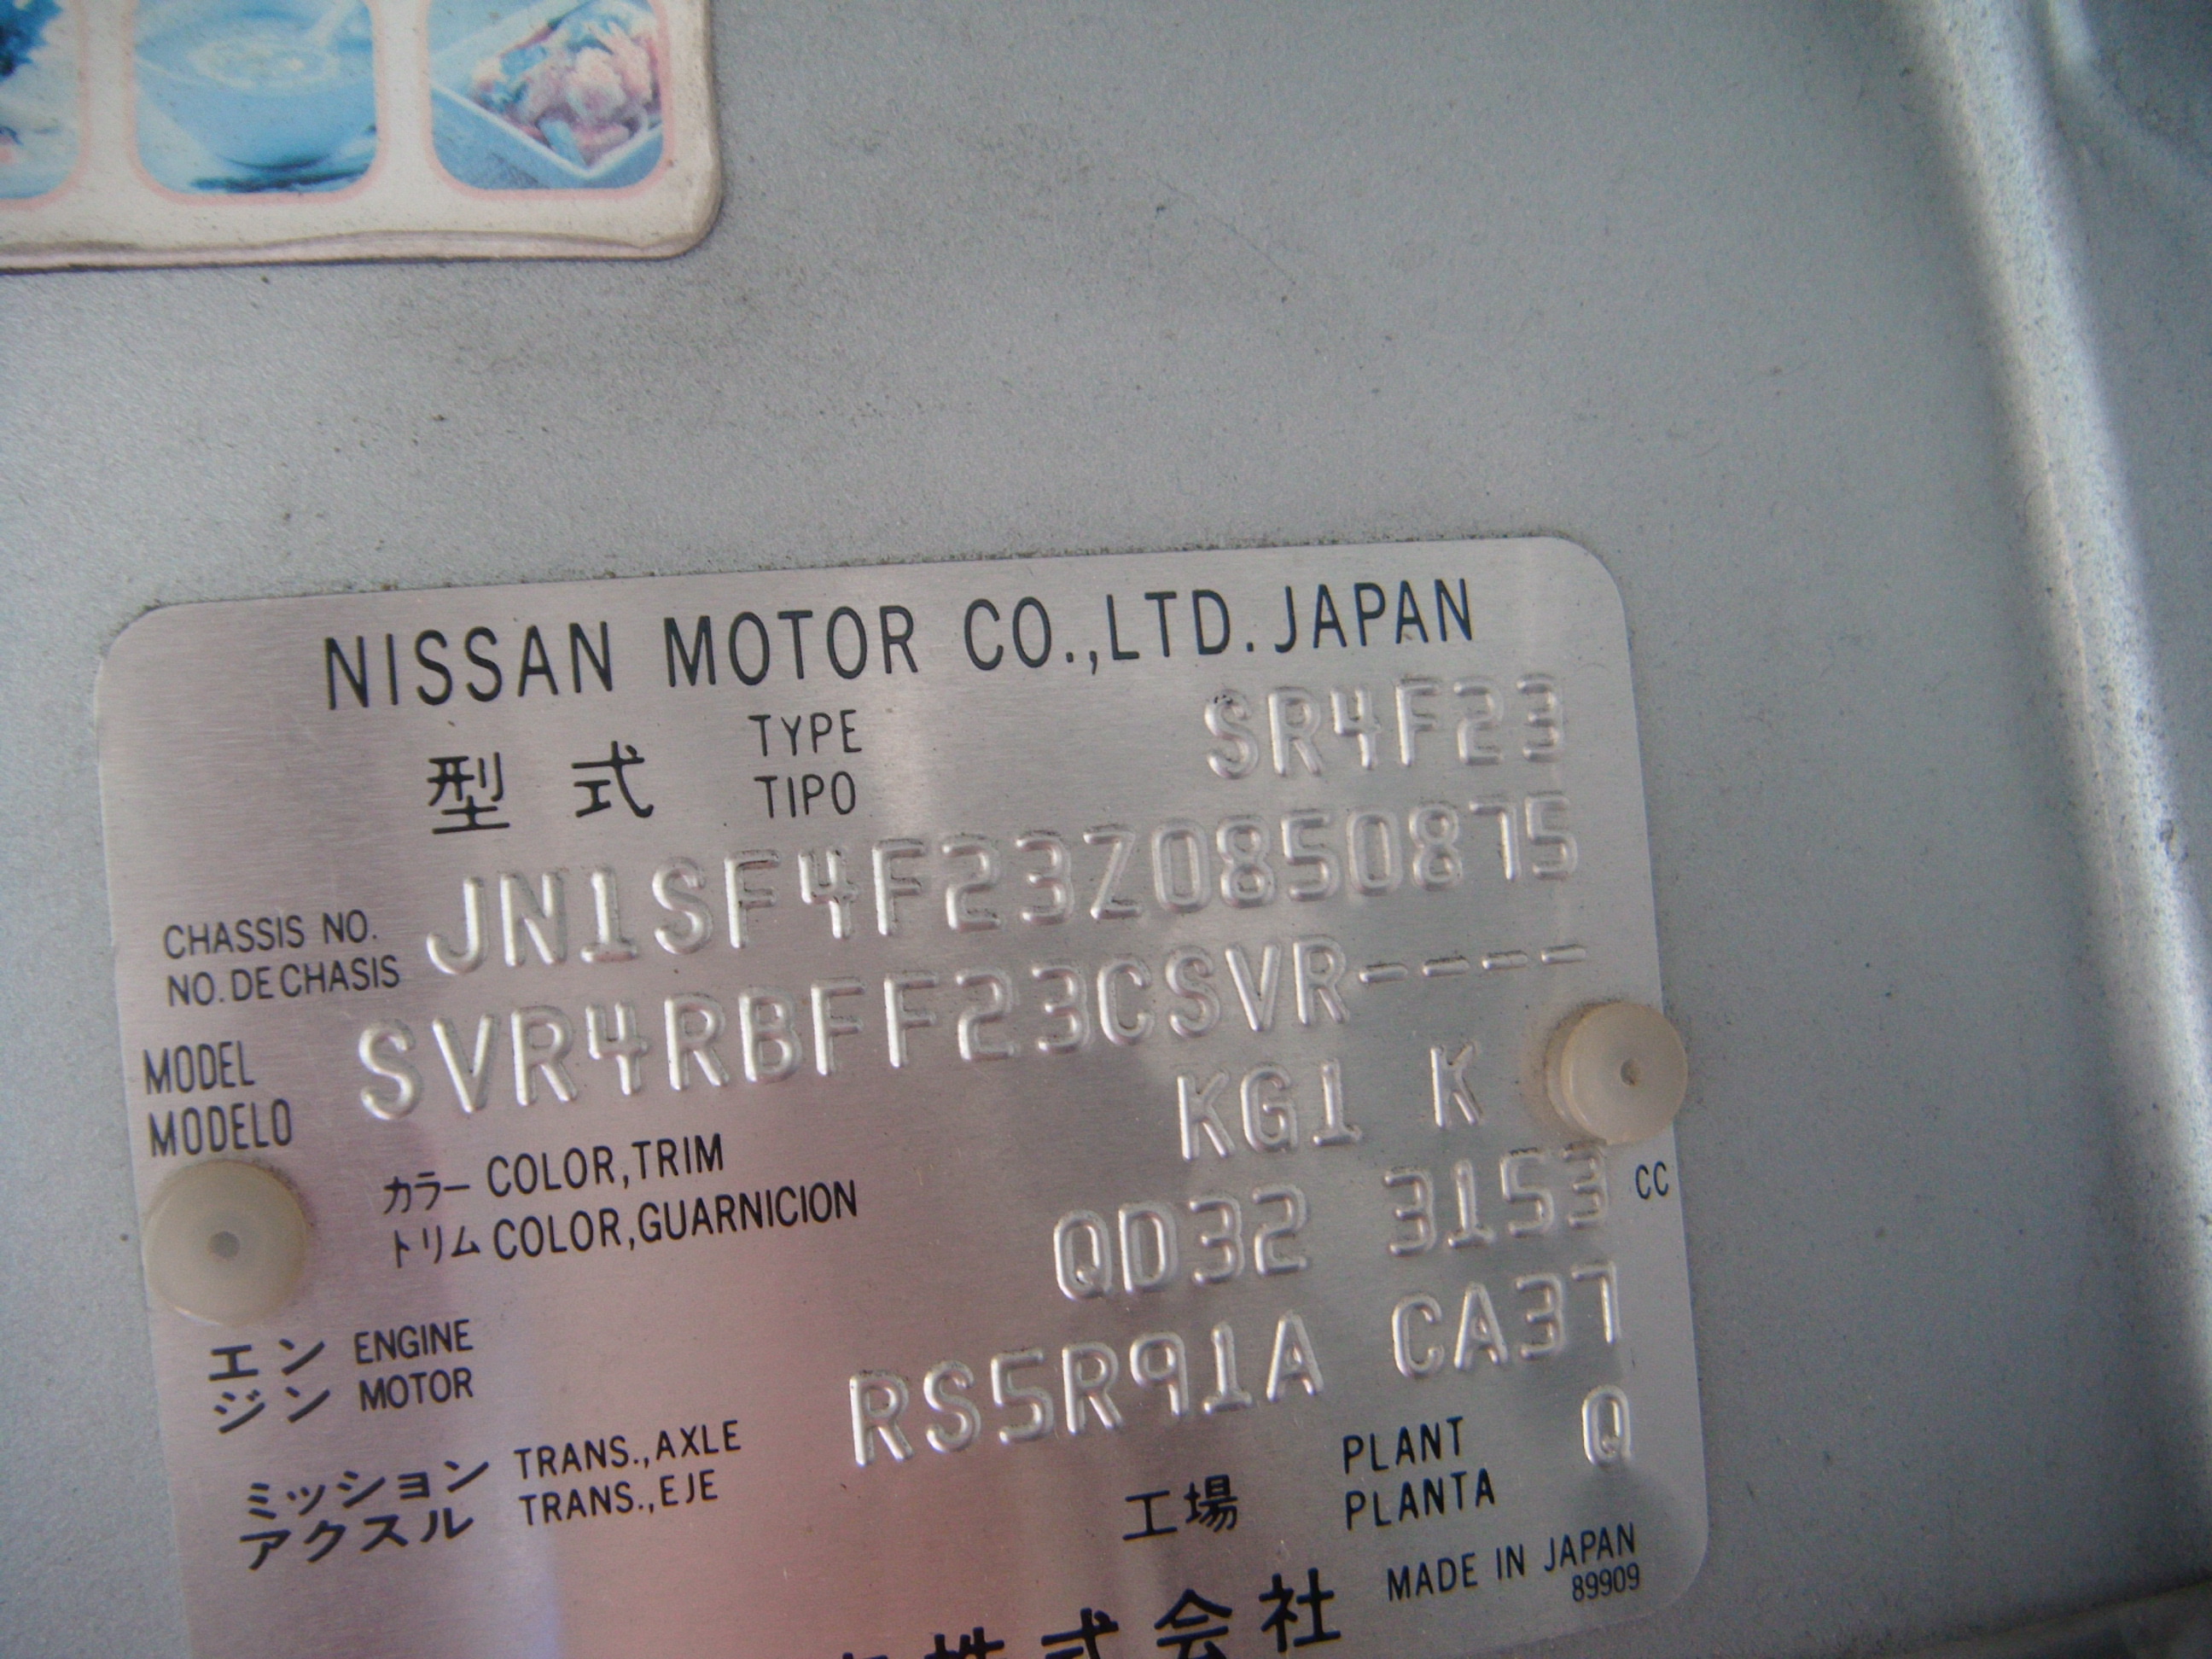 NISSAN MOTOR CO.,LTD. JAPAN
型式 TYPE TIPO SR4F23
CHASSIS NO. NO. DE CHASIS JN1SF4F23Z0850875
MODEL MODELO SVR4RBFF23CSVR----
カラー COLOR,TRIM
トリム COLOR,GUARNICION KG1 K
エンジン ENGINE MOTOR QD32 3153 CC
ミッション TRANS.,AXLE
アクスル TRANS.,EJE RS5R91A CA37
工場 PLANT PLANTA Q
株式会社 MADE IN JAPAN
89909